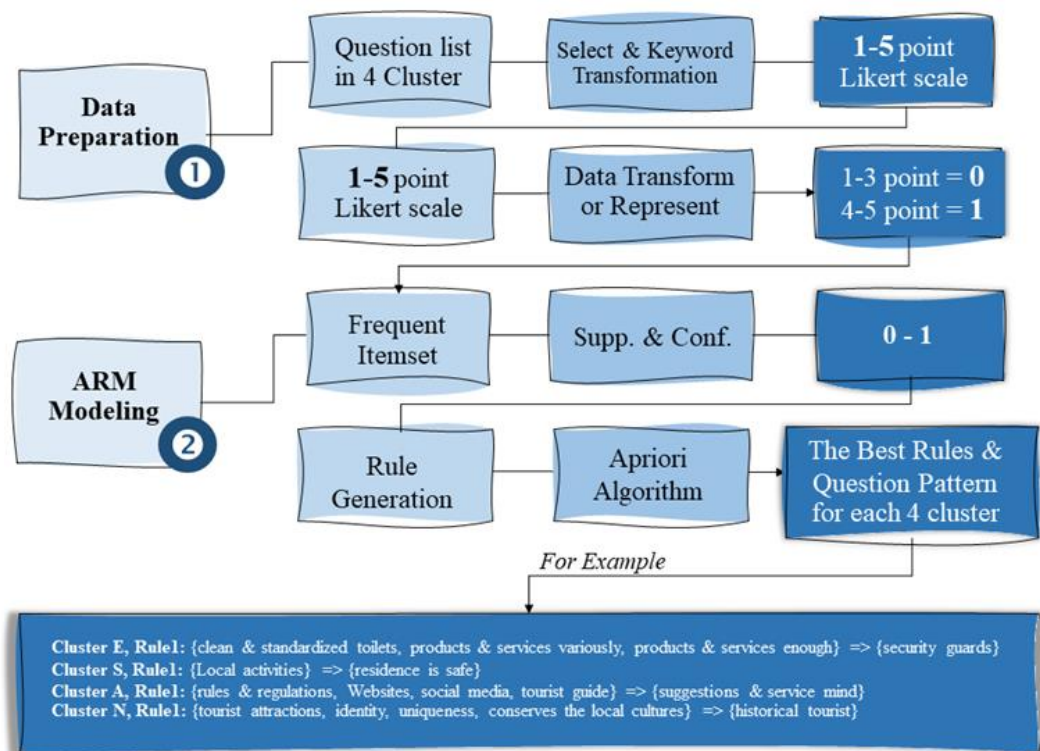 Data
Preparation
1
Question list
in 4 Cluster
Select & Keyword
Transformation
1-5 point
Likert scale
1-5 point
Likert scale
Data Transform
or Represent
1-3 point = 0
4-5 point = 1
ARM
Modeling
2
Frequent
Itemset
Supp. & Conf.
0 - 1
Rule
Generation
Apriori
Algorithm
The Best Rules &
Question Pattern
for each 4 cluster
For Example
Cluster E, Rule1: {clean & standardized toilets, products & services variously, products & services enough} => {security guards}
Cluster S, Rule1: {Local activities} => {residence is safe}
Cluster A, Rule1: {rules & regulations, Websites, social media, tourist guide} => {suggestions & service mind}
Cluster N, Rule1: {tourist attractions, identity, uniqueness, conserves the local cultures} => {historical tourist}